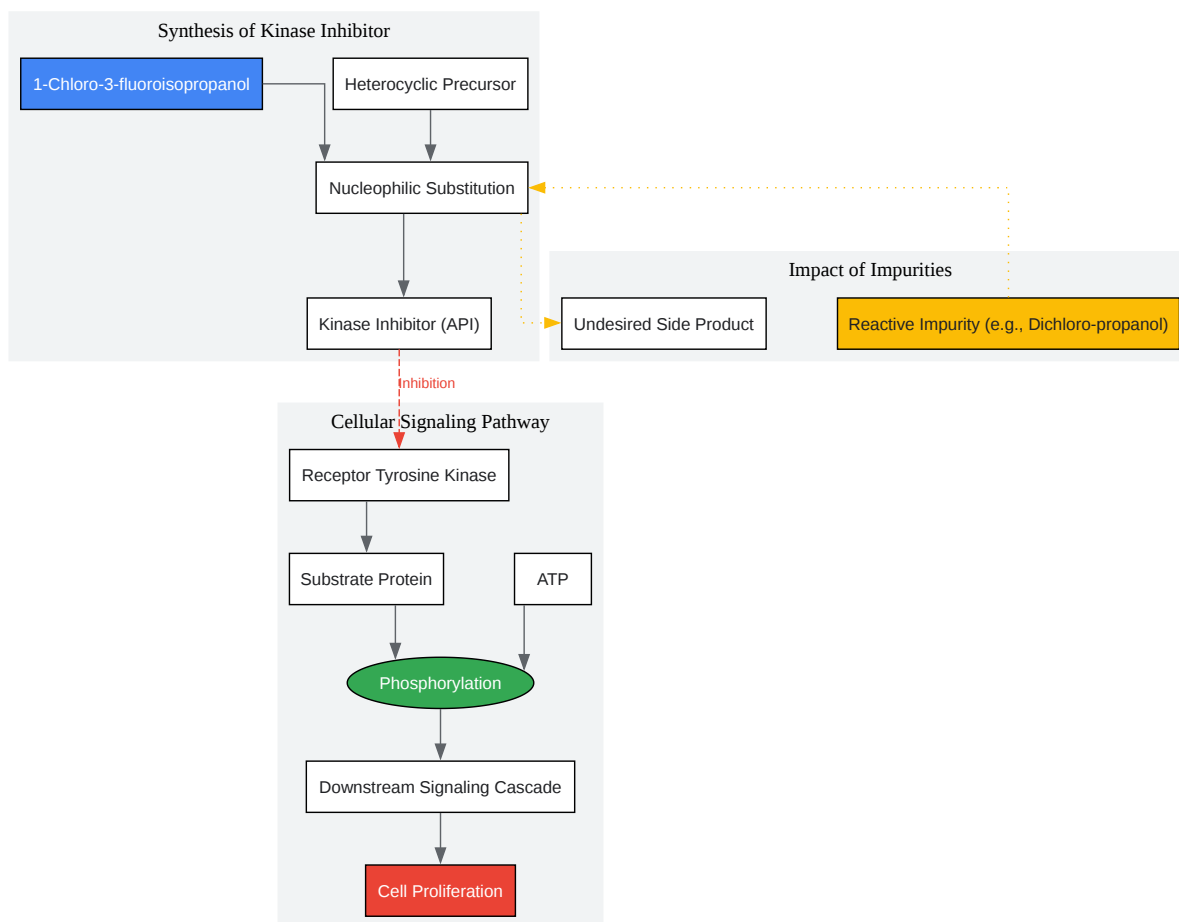 Synthesis of Kinase Inhibitor
1-Chloro-3-fluoroisopropanol
Heterocyclic Precursor
Nucleophilic Substitution
Impact of Impurities
Kinase Inhibitor (API)
Undesired Side Product
Reactive Impurity (e.g., Dichloro-propanol)
Inhibition
Cellular Signaling Pathway
Receptor Tyrosine Kinase
Substrate Protein
ATP
Phosphorylation
Downstream Signaling Cascade
Cell Proliferation